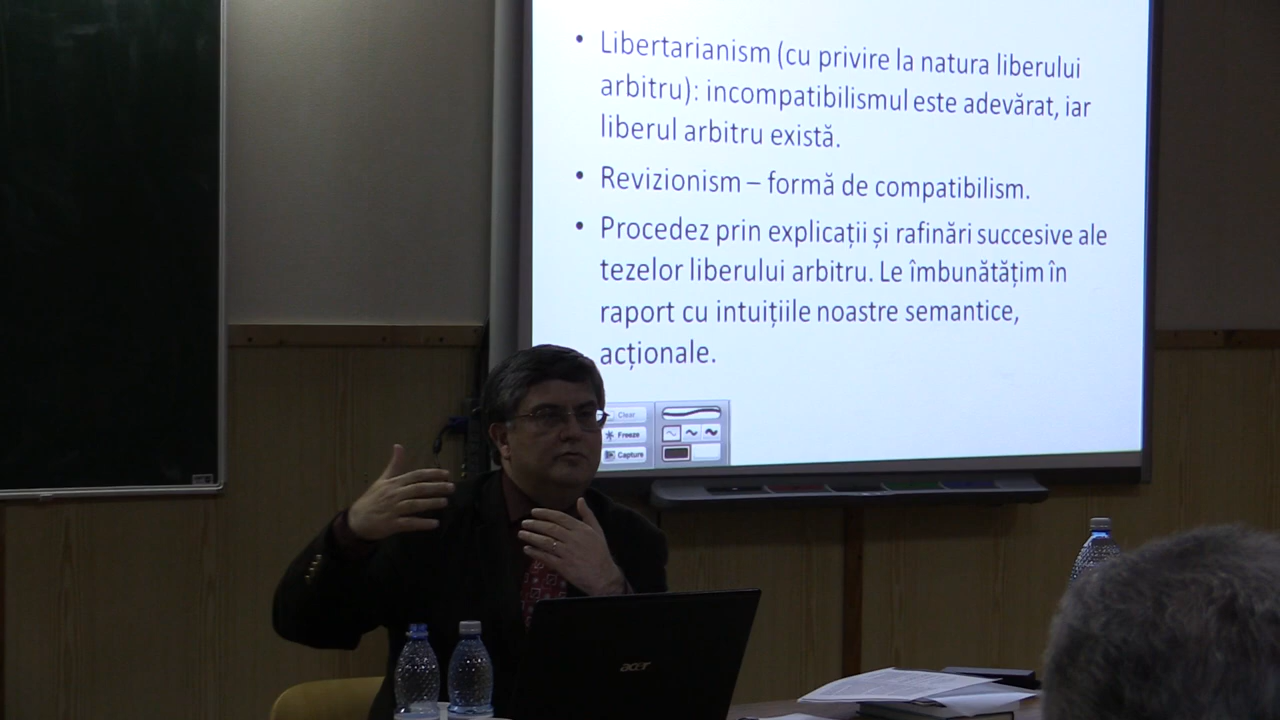 • Libertarianism (cu privire la natura liberului
arbitru): incompatibilismul este adevărat, iar
liberul arbitru există.
• Revizionism – formă de compatibilism.
• Procedez prin explicații și rafinări succesive ale
tezelor liberului arbitru. Le îmbunătățim în
raport cu intuițiile noastre semantice,
acționale.
Clear
Freeze
Capture
acer